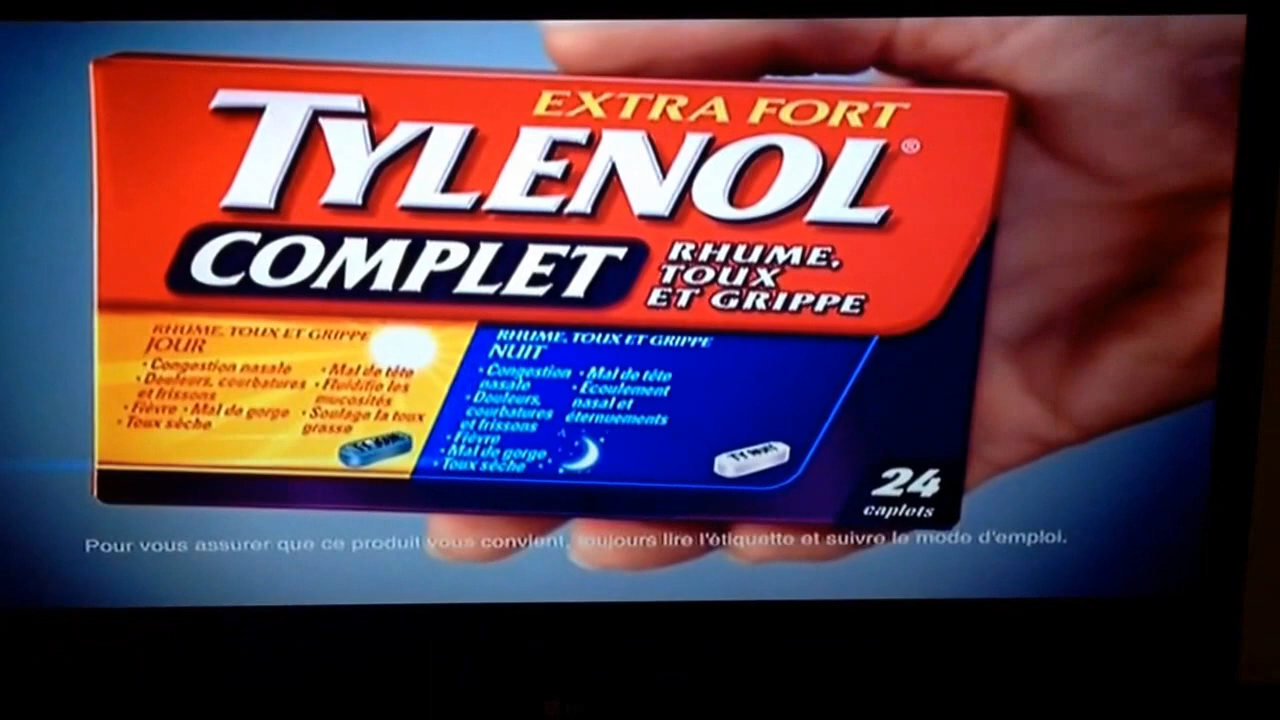 EXTRA FORT
TYLENOL®
COMPLET
RHUME,
TOUX
ET GRIPPE
RHUME, TOUX ET GRIPPE
JOUR
• Congestion nasale
• Douleurs, courbatures
et frissons
• Fièvre • Mal de gorge
• Toux sèche
• Mal de tête
• Fluidifie les
mucosités
• Soulage la toux
grasse
RHUME, TOUX ET GRIPPE
NUIT
• Congestion
nasale
• Douleurs,
courbatures
et frissons
• Fièvre
• Mal de gorge
• Toux sèche
• Mal de tête
• Écoulement
nasal et
éternuements
TY NUIT
24
caplets
Pour vous assurer que ce produit vous convient, toujours lire l'étiquette et suivre le mode d'emploi.